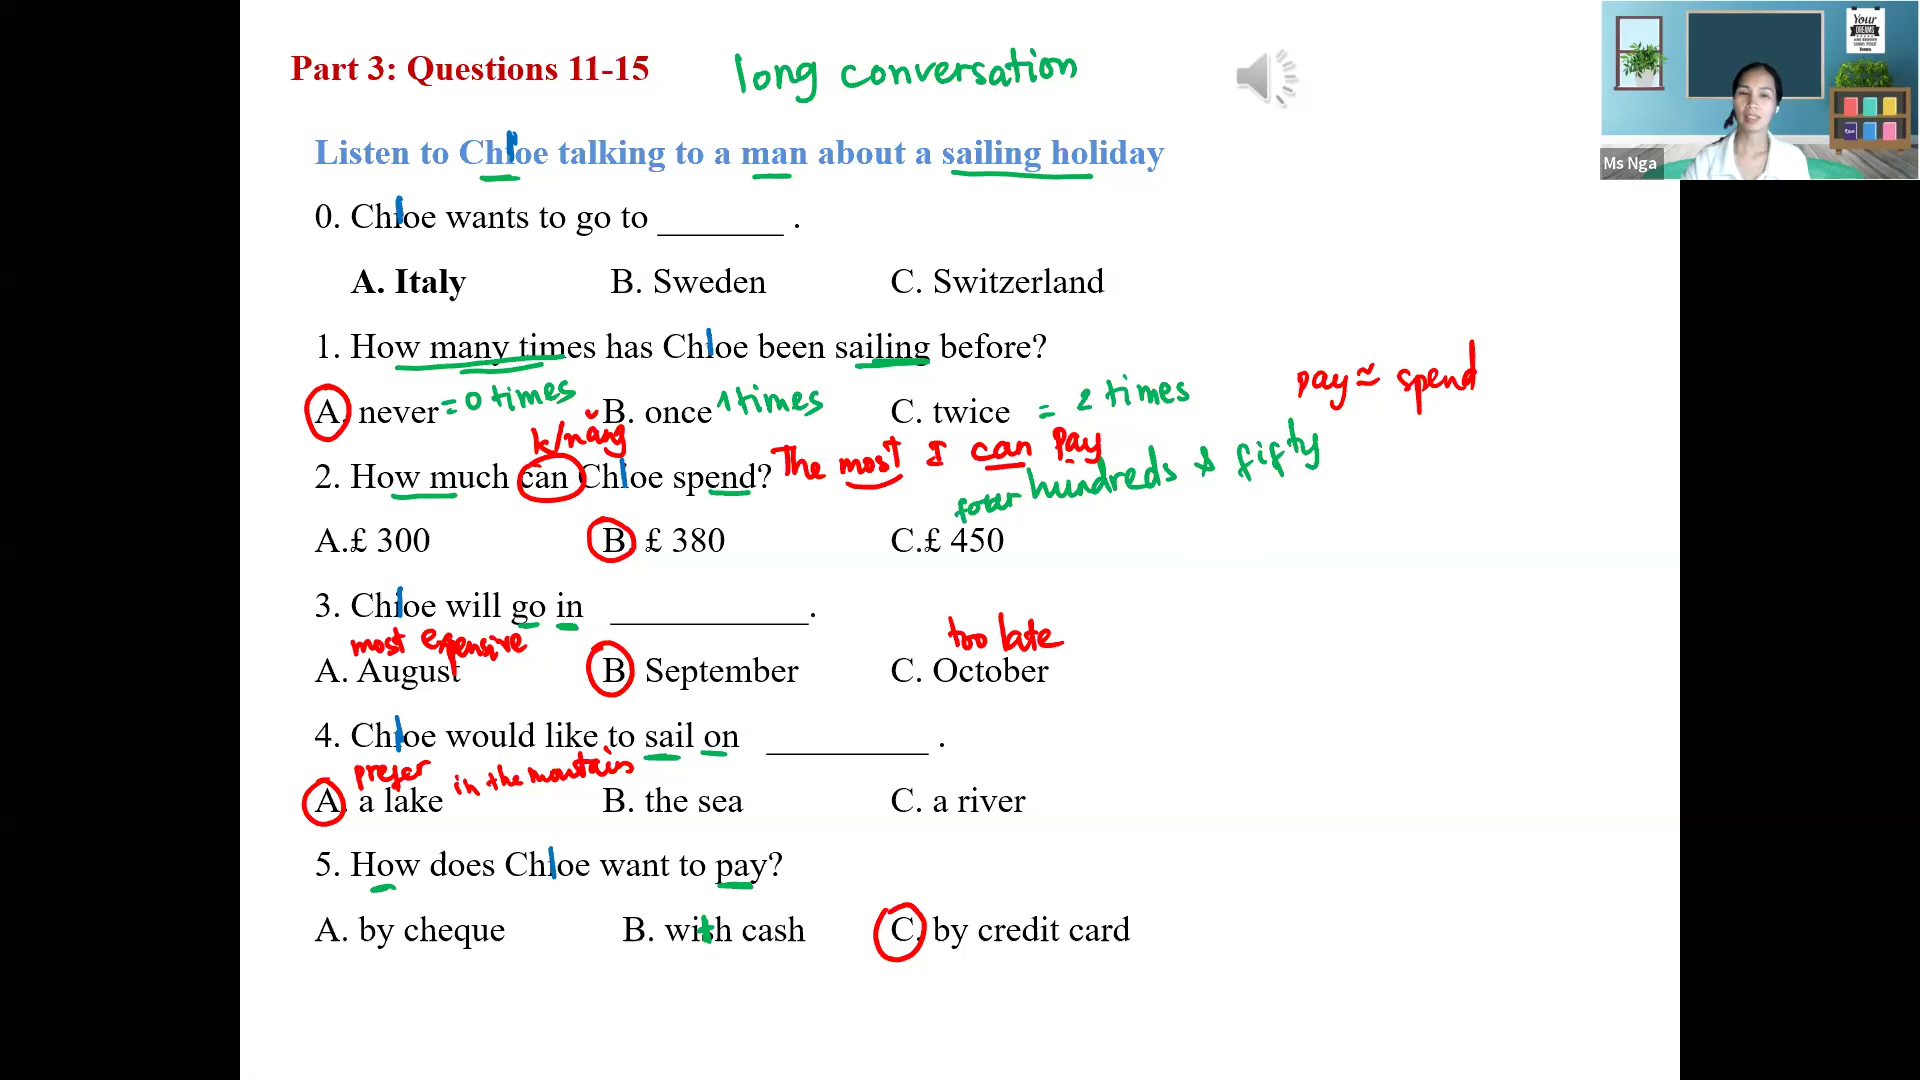 Part 3: Questions 11-15 long conversation
Listen to Chloe talking to a man about a sailing holiday
0. Chloe wants to go to _______ .
A. Italy B. Sweden C. Switzerland
1. How many times has Chloe been sailing before?
pay ≈ spend
A. never = 0 times B. once 1 times C. twice = 2 times
k/năng
2. How much can Chloe spend? The most I can pay
four hundreds & fifty
A.£ 300 B. £ 380 C.£ 450
3. Chloe will go in ___________.
most expensive too late
A. August B. September C. October
4. Chloe would like to sail on _________ .
prefer in the mountains
A. a lake B. the sea C. a river
5. How does Chloe want to pay?
A. by cheque B. with cash C. by credit card
Your
DREAMS
Ms Nga